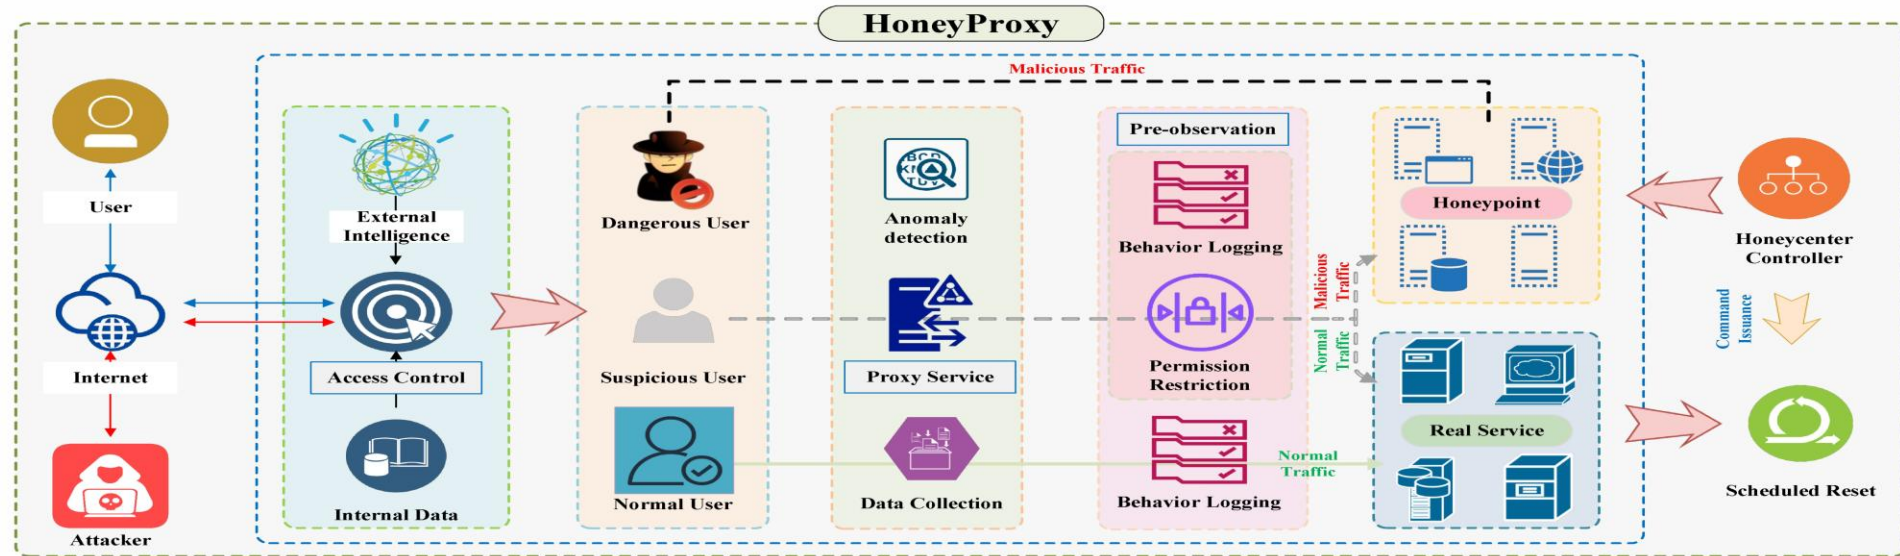 HoneyProxy
Malicious Traffic
User
Internet
Attacker
External
Intelligence
Access Control
Internal Data
Dangerous User
Suspicious User
Normal User
Anomaly
detection
Proxy Service
Data Collection
Pre-observation
Behavior Logging
Permission
Restriction
Behavior Logging
Malicious
Traffic
Normal
Traffic
Normal
Traffic
Honeypoint
Real Service
Honeycenter
Controller
Command
Issuance
Scheduled Reset